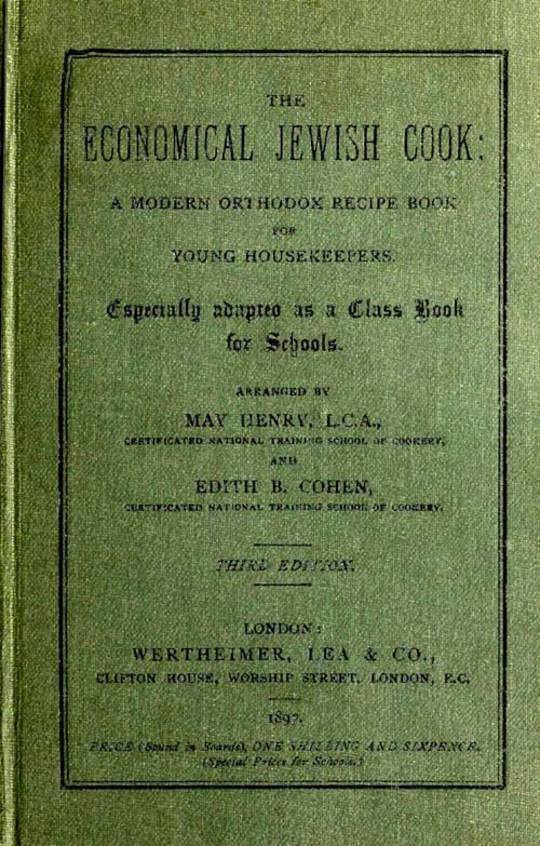 THE
ECONOMICAL JEWISH COOK:
A MODERN ORTHODOX RECIPE BOOK
FOR
YOUNG HOUSEKEEPERS.
Especially adapted as a Class Book
for Schools.
ARRANGED BY
MAY HENRY, L.C.A.,
CERTIFICATED NATIONAL TRAINING SCHOOL OF COOKERY,
AND
EDITH B. COHEN,
CERTIFICATED NATIONAL TRAINING SCHOOL OF COOKERY.
THIRD EDITION.
LONDON:
WERTHEIMER, LEA & CO.,
CLIFTON HOUSE, WORSHIP STREET, LONDON, E.C.
1897.
PRICE (Bound in Boards), ONE SHILLING AND SIXPENCE.
(Special Prices for Schools.)